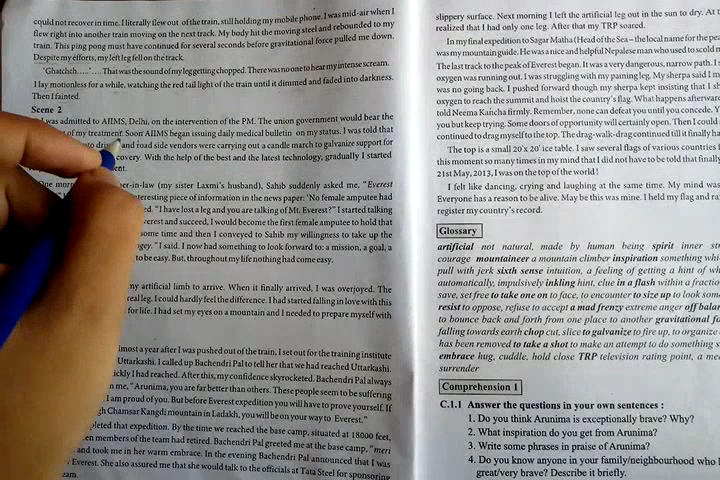 could not recover in time. I literally flew out of the train, still holding my mobile phone. I was mid-air when I
flew right into another train moving on the next track. My body hit the moving steel and rebounded to my
train. This ping pong must have continued for several seconds before gravitational force pulled me down.
Despite my efforts, my left leg fell on the track.
'Ghatchch.....'.... That was the sound of my leg getting chopped. There was no one to hear my intense scream.
I lay motionless for a while, watching the red tail light of the train until it dimmed and faded into darkness.
Then I fainted.
Scene 2
I was admitted to AIIMS, Delhi, on the intervention of the PM. The union government would bear the
of my treatment. Soon AIIMS began issuing daily medical bulletin on my status. I was told that
and road side vendors were carrying out a candle march to galvanize support for
covery. With the help of the best and the latest technology, gradually I started
One mor er-in-law (my sister Laxmi's husband), Sahib suddenly asked me, "Everest
teresting piece of information in the news paper: 'No female amputee had
ed. "I have lost a leg and you are talking of Mt. Everest?" I started talking
verest and succeed, I would become the first female amputee to hold that
some time and then I conveyed to Sahib my willingness to take up the
gey." I said. I now had something to look forward to: a mission, a goal, a
to be easy. But, throughout my life nothing had come easy.
my artificial limb to arrive. When it finally arrived, I was overjoyed. The
real leg. I could hardly feel the difference. I had started falling in love with this
for life. I had set my eyes on a mountain and I needed to prepare myself with
lmost a year after I was pushed out of the train, I set out for the training institute
Uttarkashi. I called up Bachendri Pal to tell her that we had reached Uttarkashi.
ickly I had reached. After this, my confidence skyrocketed. Bachendri Pal always
n me, "Arunima, you are far better than others. These people seem to be suffering
I am proud of you. But before Everest expedition you will have to prove yourself. If
gh Chamsar Kangdi mountain in Ladakh, you will be on your way to Everest."
pleted that expedition. By the time we reached the base camp, situated at 18000 feet,
en members of the team had retired. Bachendri Pal greeted me at the base camp, "meri
and took me in her warm embrace. In the evening Bachendri Pal announced that I was
Everest. She also assured me that she would talk to the officials of Tata Steel for sponsoring
eam.
slippery surface. Next morning I left the artificial leg out in the sun to dry. At t
realized that I had only one leg. After that my TRP soared.
In my final expedition to Sagar Matha (Head of the Sea – the local name for the pea
was my mountain guide. He was a nice and helpful Nepalese man who used to scold m
The last track to the peak of Everest began. It was a very dangerous, narrow path. I s
oxygen was running out. I was struggling with my paining leg. My sherpa said I m
was no going back. I pushed forward though my sherpa kept insisting that I sh
oxygen to reach the summit and hoist the country's flag. What happens afterwar
told Neema Kancha firmly. Remember, none can defeat you until you concede. Y
you but keep trying. Some doors of opportunity will certainly open. Then I could
continued to drag myself to the top. The drag-walk-drag continued till it finally ha
The top is a small 20'x 20' ice table. I saw several flags of various countries f
this moment so many times in my mind that I did not have to be told that finally
21st May, 2013, I was on the top of the world!
I felt like dancing, crying and laughing at the same time. My mind was
Everyone has a reason to be alive. May be this was mine. I held my flag and ra
register my country's record.
Glossary
artificial not natural, made by human being spirit inner str
courage mountaineer a mountain climber inspiration something whi
pull with jerk sixth sense intuition, a feeling of getting a hint of wh
automatically, impulsively inkling hint, clue in a flash within a fractio
save, set free to take one on to face, to encounter to size up to look some
resist to oppose, refuse to accept a mad frenzy extreme anger off balan
to bounce back and forth from one place to another gravitational fo
falling towards earth chop cut, slice to galvanize to fire up, to organize
has been removed to take a shot to make an attempt to do something s
embrace hug, cuddle, hold close TRP television rating point, a me
surrender
Comprehension 1
C.1.1 Answer the questions in your own sentences :
1. Do you think Arunima is exceptionally brave? Why?
2. What inspiration do you get from Arunima?
3. Write some phrases in praise of Arunima?
4. Do you know anyone in your family/neighbourhood who
great/very brave? Describe it briefly.